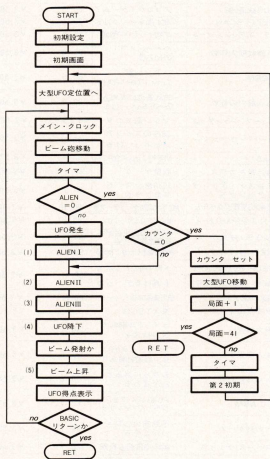 START
初期設定
初期画面
大型UFO定位置へ
メイン・クロック
ビーム砲移動
タイマ
ALIEN
=0
yes
no
UFO発生
(1) ALIEN I
(2) ALIEN II
(3) ALIEN III
(4) UFO降下
ビーム発射か
(5) ビーム上昇
UFO得点表示
no
BASIC
リターンか
yes
RET
カウンタ
=0
yes
no
カウンタ セット
大型UFO移動
局面+1
yes
局面=4!
no
RET
タイマ
第2初期